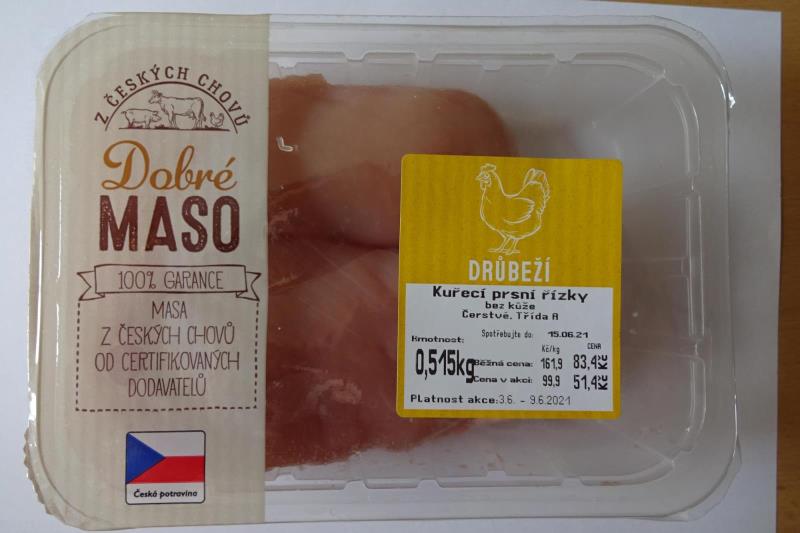 Z ČESKÝCH CHOVŮ
Dobré
MASO
100% GARANCE
MASA
Z ČESKÝCH CHOVŮ
OD CERTIFIKOVANÝCH
DODAVATELŮ
Česká potravina
DRŮBEŽÍ
Kuřecí prsní řízky
bez kůže
Čerstvé, Třída A
Spotřebujte do: 15.06.21
Hmotnost: Kč/kg CENA
0,515kg Běžná cena: 161,9 83,4Kč
Cena v akci: 99,9 51,4Kč
Platnost akce:3.6. - 9.6.2021